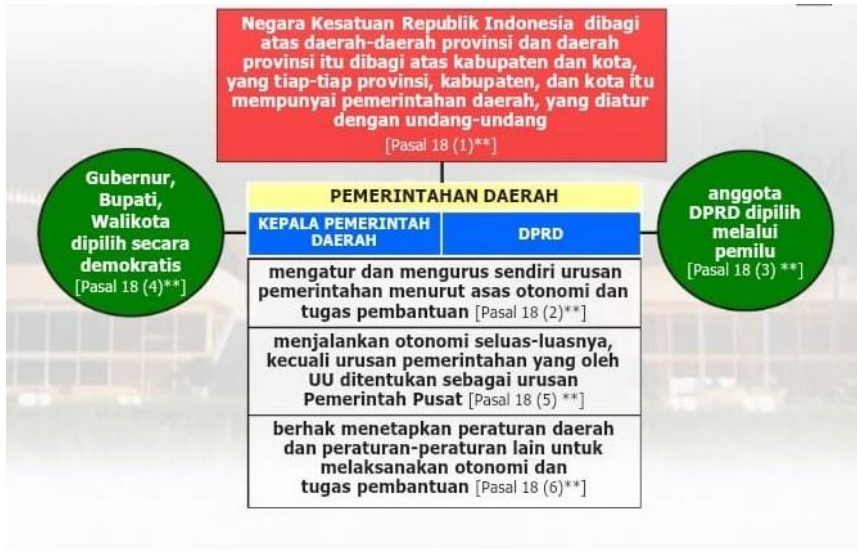 Negara Kesatuan Republik Indonesia dibagi
atas daerah-daerah provinsi dan daerah
provinsi itu dibagi atas kabupaten dan kota,
yang tiap-tiap provinsi, kabupaten, dan kota itu
mempunyai pemerintahan daerah, yang diatur
dengan undang-undang
[Pasal 18 (1)**]
Gubernur,
Bupati,
Walikota
dipilih secara
demokratis
[Pasal 18 (4)**]
PEMERINTAHAN DAERAH
KEPALA PEMERINTAH
DAERAH
DPRD
anggota
DPRD dipilih
melalui
pemilu
[Pasal 18 (3) **]
mengatur dan mengurus sendiri urusan
pemerintahan menurut asas otonomi dan
tugas pembantuan [Pasal 18 (2)**]
menjalankan otonomi seluas-luasnya,
kecuali urusan pemerintahan yang oleh
UU ditentukan sebagai urusan
Pemerintah Pusat [Pasal 18 (5) **]
berhak menetapkan peraturan daerah
dan peraturan-peraturan lain untuk
melaksanakan otonomi dan
tugas pembantuan [Pasal 18 (6)**]